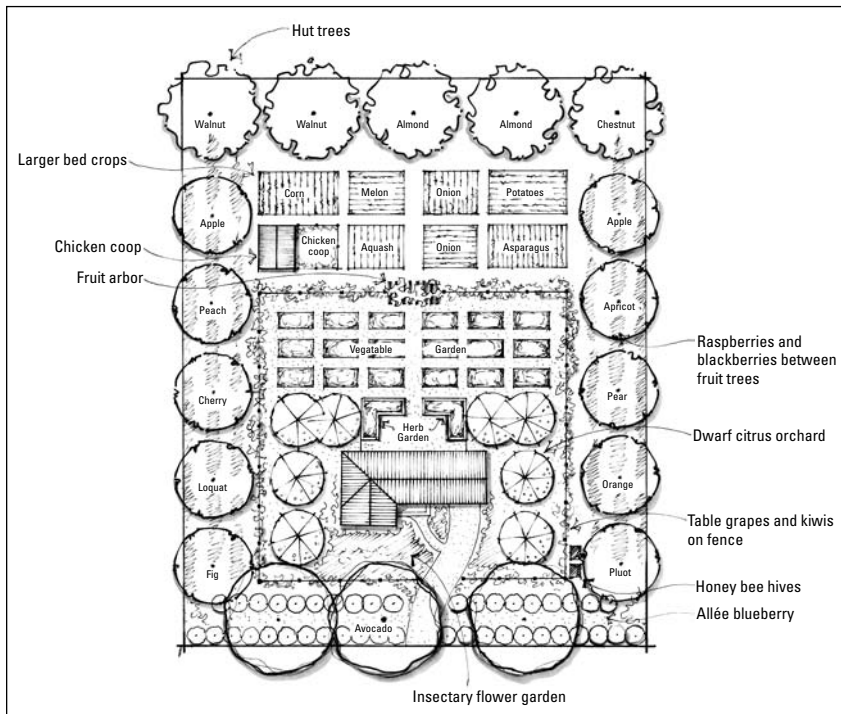 Hut trees
Walnut
Walnut
Almond
Almond
Chestnut
Larger bed crops
Corn
Melon
Onion
Potatoes
Apple
Apple
Chicken coop
Chicken
coop
Aquash
Onion
Asparagus
Fruit arbor
Peach
Apricot
Vegatable
Garden
Raspberries and
blackberries between
fruit trees
Cherry
Pear
Herb
Garden
Dwarf citrus orchard
Loquat
Orange
Table grapes and kiwis
on fence
Fig
Pluot
Honey bee hives
Allée blueberry
Avocado
Insectary flower garden